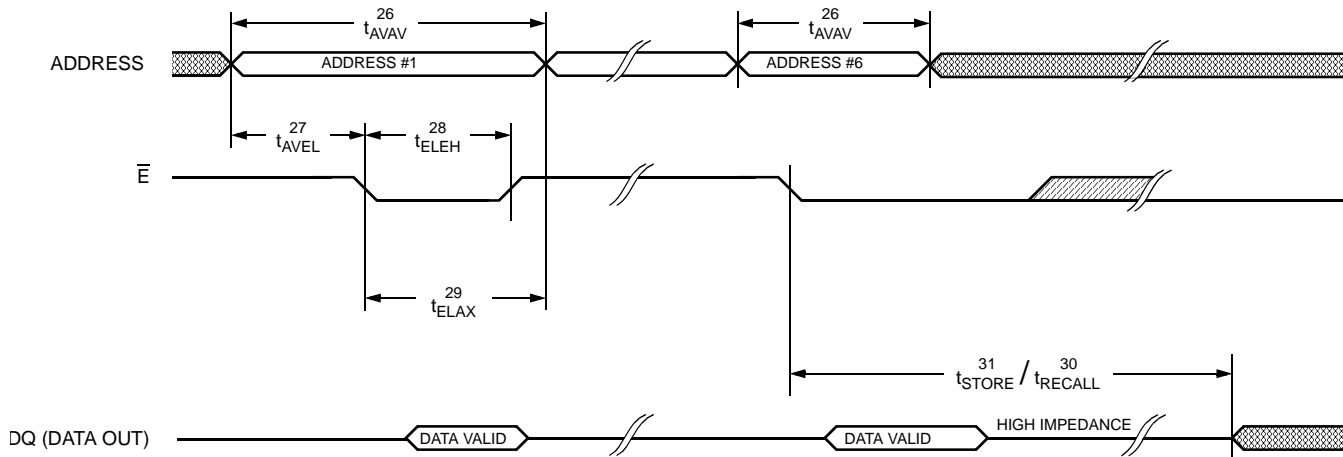 26 26
tAVAV tAVAV
ADDRESS ADDRESS #1 ADDRESS #6
27 28
tAVEL tELEH
E
29
tELAX
31 30
tSTORE / tRECALL
HIGH IMPEDANCE
DQ (DATA OUT) DATA VALID DATA VALID